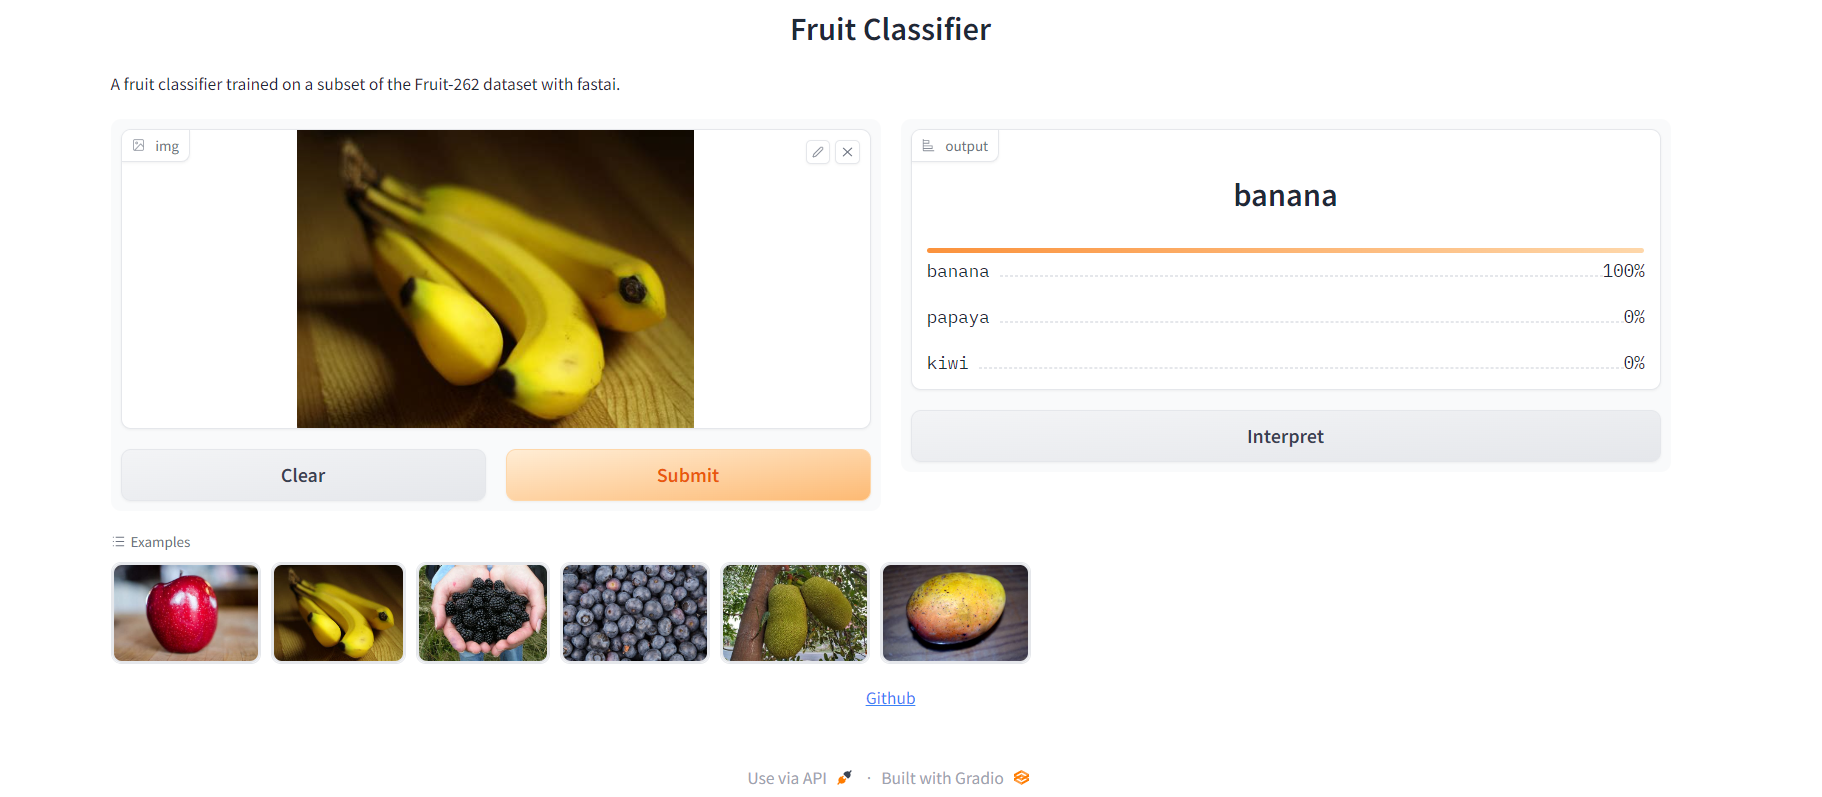 Fruit Classifier
A fruit classifier trained on a subset of the Fruit-262 dataset with fastai.
img
output
banana
banana 100%
papaya 0%
kiwi 0%
Interpret
Clear
Submit
Examples
Github
Use via API · Built with Gradio